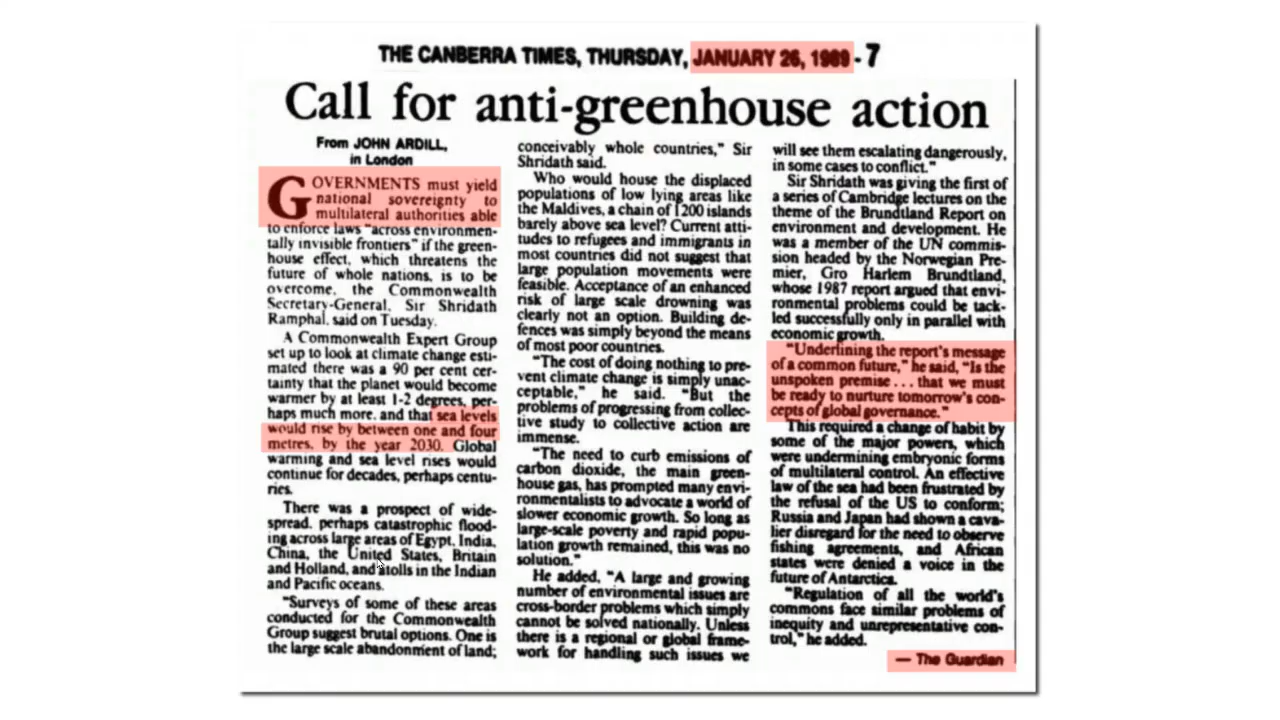 THE CANBERRA TIMES, THURSDAY, JANUARY 26, 1989 - 7
Call for anti-greenhouse action
From JOHN ARDILL,
in London
GOVERNMENTS must yield
national sovereignty to
multilateral authorities able
to enforce laws "across environmen-
tally invisible frontiers" if the green-
house effect, which threatens the
future of whole nations, is to be
overcome, the Commonwealth
Secretary-General, Sir Shridath
Ramphal, said on Tuesday.
A Commonwealth Expert Group
set up to look at climate change esti-
mated there was a 90 per cent cer-
tainty that the planet would become
warmer by at least 1-2 degrees, per-
haps much more, and that sea levels
would rise by between one and four
metres, by the year 2030. Global
warming and sea level rises would
continue for decades, perhaps centu-
ries.
There was a prospect of wide-
spread, perhaps catastrophic flood-
ing across large areas of Egypt, India,
China, the United States, Britain
and Holland, and atolls in the Indian
and Pacific oceans.
"Surveys of some of these areas
conducted for the Commonwealth
Group suggest brutal options. One is
the large scale abandonment of land;
conceivably whole countries," Sir
Shridath said.
Who would house the displaced
populations of low lying areas like
the Maldives, a chain of 1200 islands
barely above sea level? Current atti-
tudes to refugees and immigrants in
most countries did not suggest that
large population movements were
feasible. Acceptance of an enhanced
risk of large scale drowning was
clearly not an option. Building de-
fences was simply beyond the means
of most poor countries.
"The cost of doing nothing to pre-
vent climate change is simply unac-
ceptable," he said. "But the
problems of progressing from collec-
tive study to collective action are
immense.
"The need to curb emissions of
carbon dioxide, the main green-
house gas, has prompted many envi-
ronmentalists to advocate a world of
slower economic growth. So long as
large-scale poverty and rapid popu-
lation growth remained, this was no
solution."
He added, "A large and growing
number of environmental issues are
cross-border problems which simply
cannot be solved nationally. Unless
there is a regional or global frame-
work for handling such issues we
will see them escalating dangerously,
in some cases to conflict."
Sir Shridath was giving the first of
a series of Cambridge lectures on the
theme of the Brundtland Report on
environment and development. He
was a member of the UN commis-
sion headed by the Norwegian Pre-
mier, Gro Harlem Brundtland,
whose 1987 report argued that envi-
ronmental problems could be tack-
led successfully only in parallel with
economic growth.
"Underlining the report's message
of a common future," he said, "Is the
unspoken premise ... that we must
be ready to nurture tomorrow's con-
cepts of global governance."
This required a change of habit by
some of the major powers, which
were undermining embryonic forms
of multilateral control. An effective
law of the sea had been frustrated by
the refusal of the US to conform;
Russia and Japan had shown a cava-
lier disregard for the need to observe
fishing agreements, and African
states were denied a voice in the
future of Antarctica.
"Regulation of all the world's
commons face similar problems of
inequity and unrepresentative con-
trol," he added.
— The Guardian